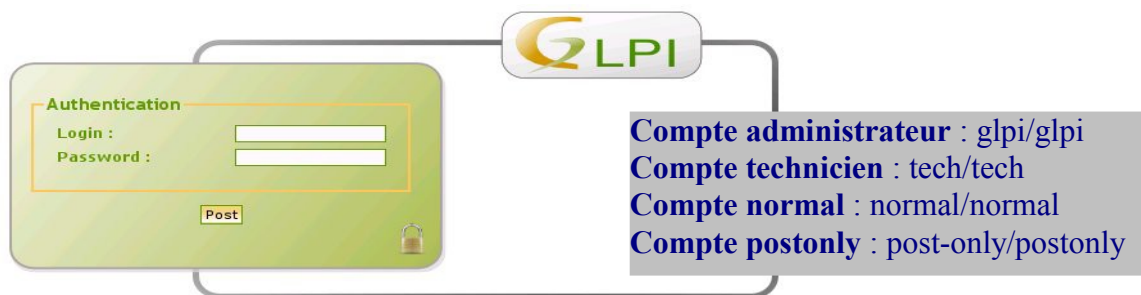 GLPI
Authentication
Login :
Password :
Post
Compte administrateur : glpi/glpi
Compte technicien : tech/tech
Compte normal : normal/normal
Compte postonly : post-only/postonly